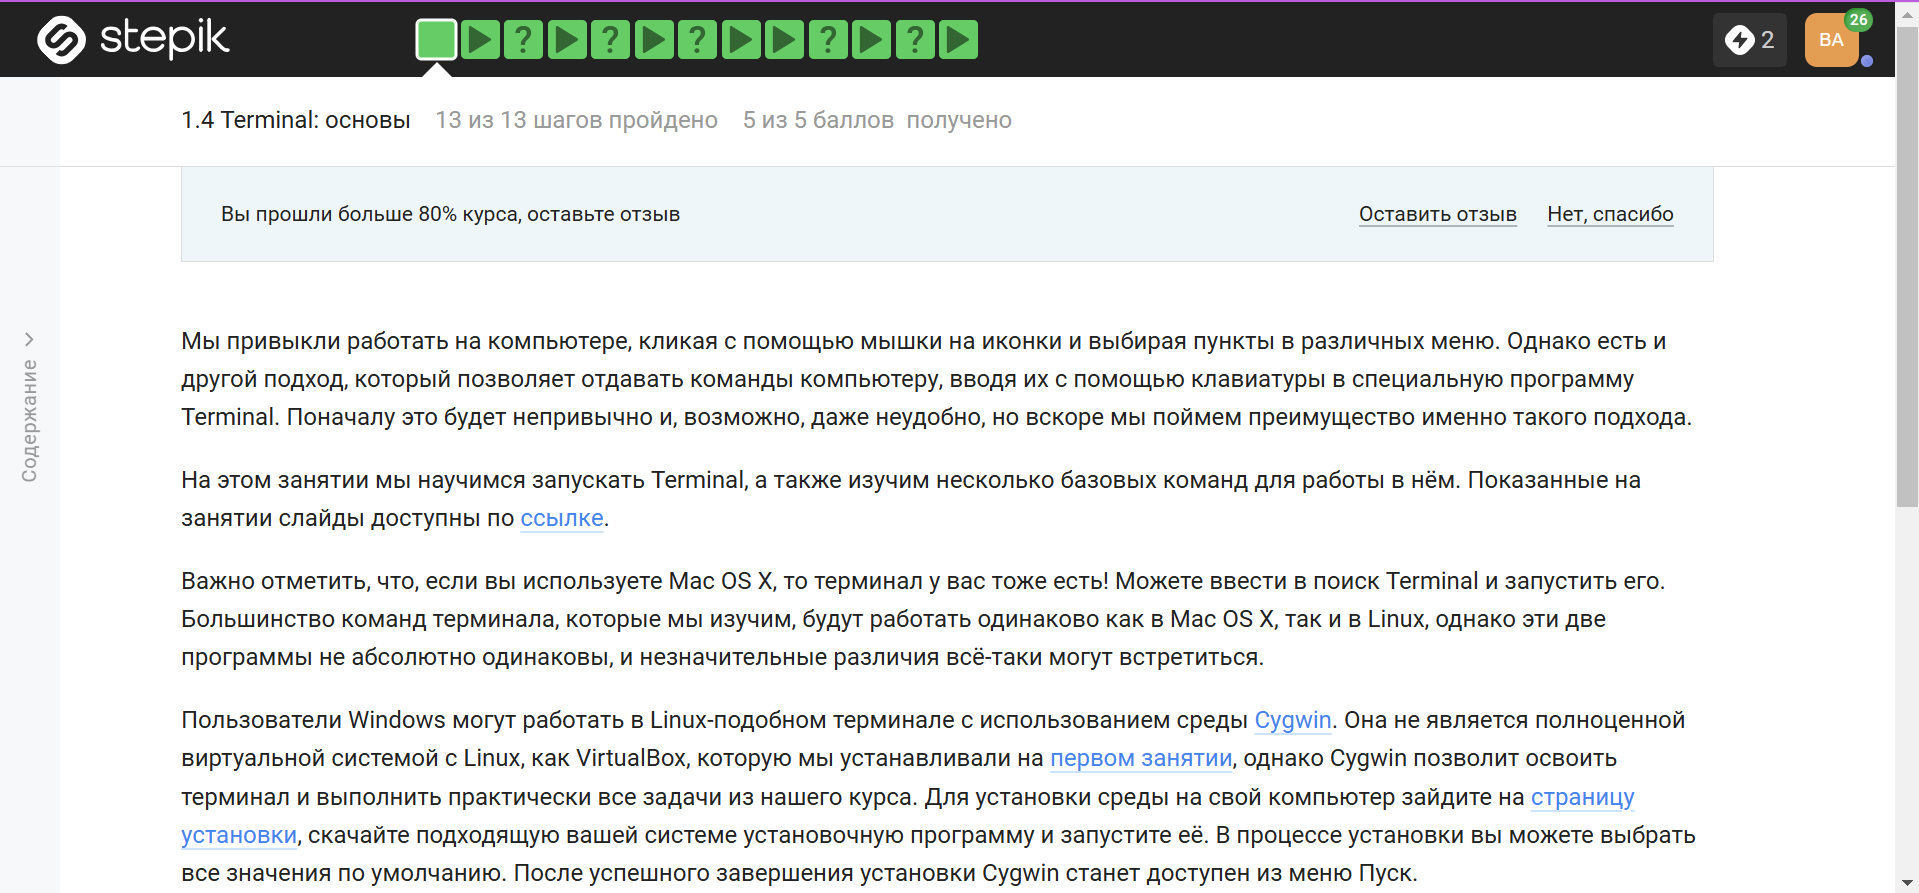 stepik
? ? ? ? ?
2
BA
26
1.4 Terminal: основы 13 из 13 шагов пройдено 5 из 5 баллов получено
Вы прошли больше 80% курса, оставьте отзыв Оставить отзыв Нет, спасибо
Содержание
Мы привыкли работать на компьютере, кликая с помощью мышки на иконки и выбирая пункты в различных меню. Однако есть и
другой подход, который позволяет отдавать команды компьютеру, вводя их с помощью клавиатуры в специальную программу
Terminal. Поначалу это будет непривычно и, возможно, даже неудобно, но вскоре мы поймем преимущество именно такого подхода.
На этом занятии мы научимся запускать Terminal, а также изучим несколько базовых команд для работы в нём. Показанные на
занятии слайды доступны по ссылке.
Важно отметить, что, если вы используете Mac OS X, то терминал у вас тоже есть! Можете ввести в поиск Terminal и запустить его.
Большинство команд терминала, которые мы изучим, будут работать одинаково как в Mac OS X, так и в Linux, однако эти две
программы не абсолютно одинаковы, и незначительные различия всё-таки могут встретиться.
Пользователи Windows могут работать в Linux-подобном терминале с использованием среды Cygwin. Она не является полноценной
виртуальной системой с Linux, как VirtualBox, которую мы устанавливали на первом занятии, однако Cygwin позволит освоить
терминал и выполнить практически все задачи из нашего курса. Для установки среды на свой компьютер зайдите на страницу
установки, скачайте подходящую вашей системе установочную программу и запустите её. В процессе установки вы можете выбрать
все значения по умолчанию. После успешного завершения установки Cygwin станет доступен из меню Пуск.